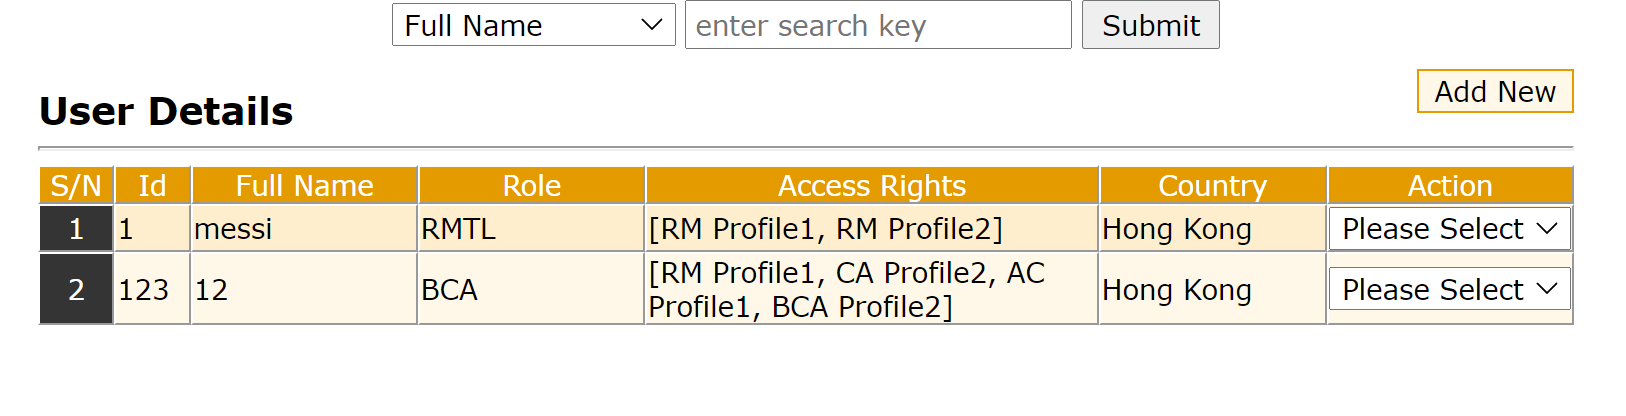 Full Name enter search key Submit
Add New
User Details
S/N Id Full Name Role Access Rights Country Action
1 1 messi RMTL [RM Profile1, RM Profile2] Hong Kong Please Select
2 123 12 BCA [RM Profile1, CA Profile2, AC
Profile1, BCA Profile2] Hong Kong Please Select